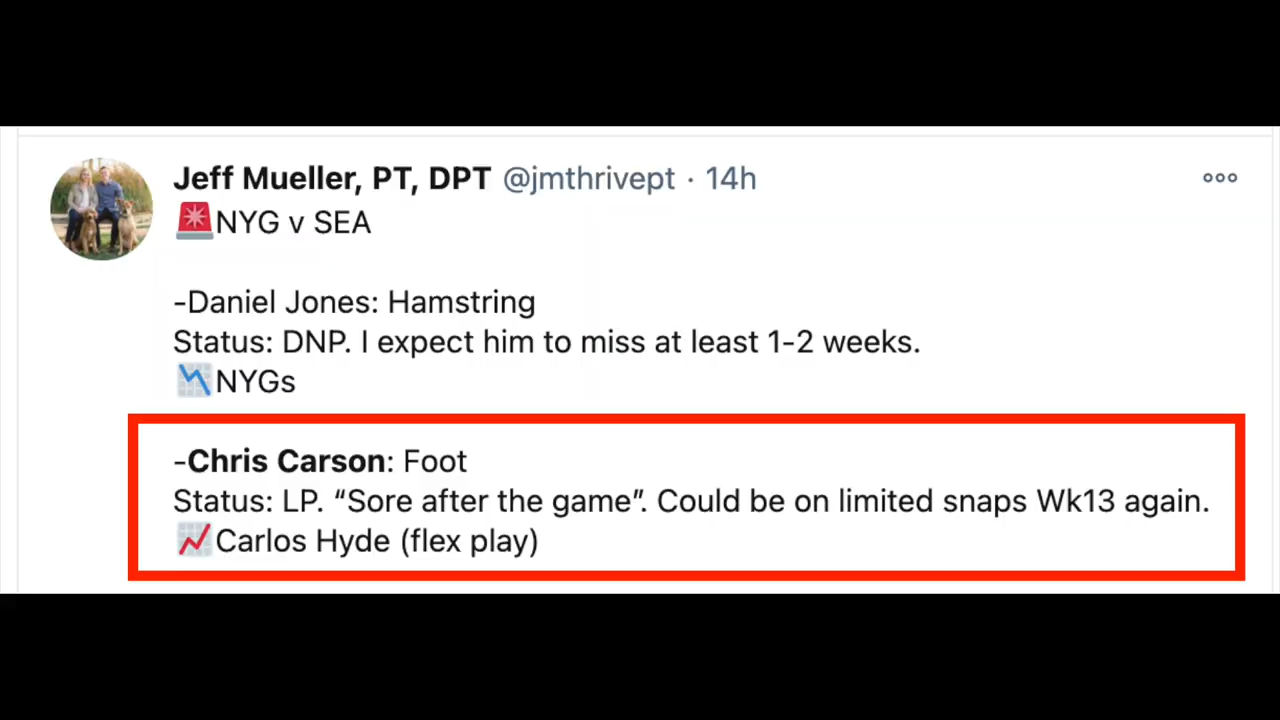 Jeff Mueller, PT, DPT @jmthrivept · 14h
🚨NYG v SEA
-Daniel Jones: Hamstring
Status: DNP. I expect him to miss at least 1-2 weeks.
📉NYGs
-Chris Carson: Foot
Status: LP. “Sore after the game”. Could be on limited snaps Wk13 again.
📈Carlos Hyde (flex play)